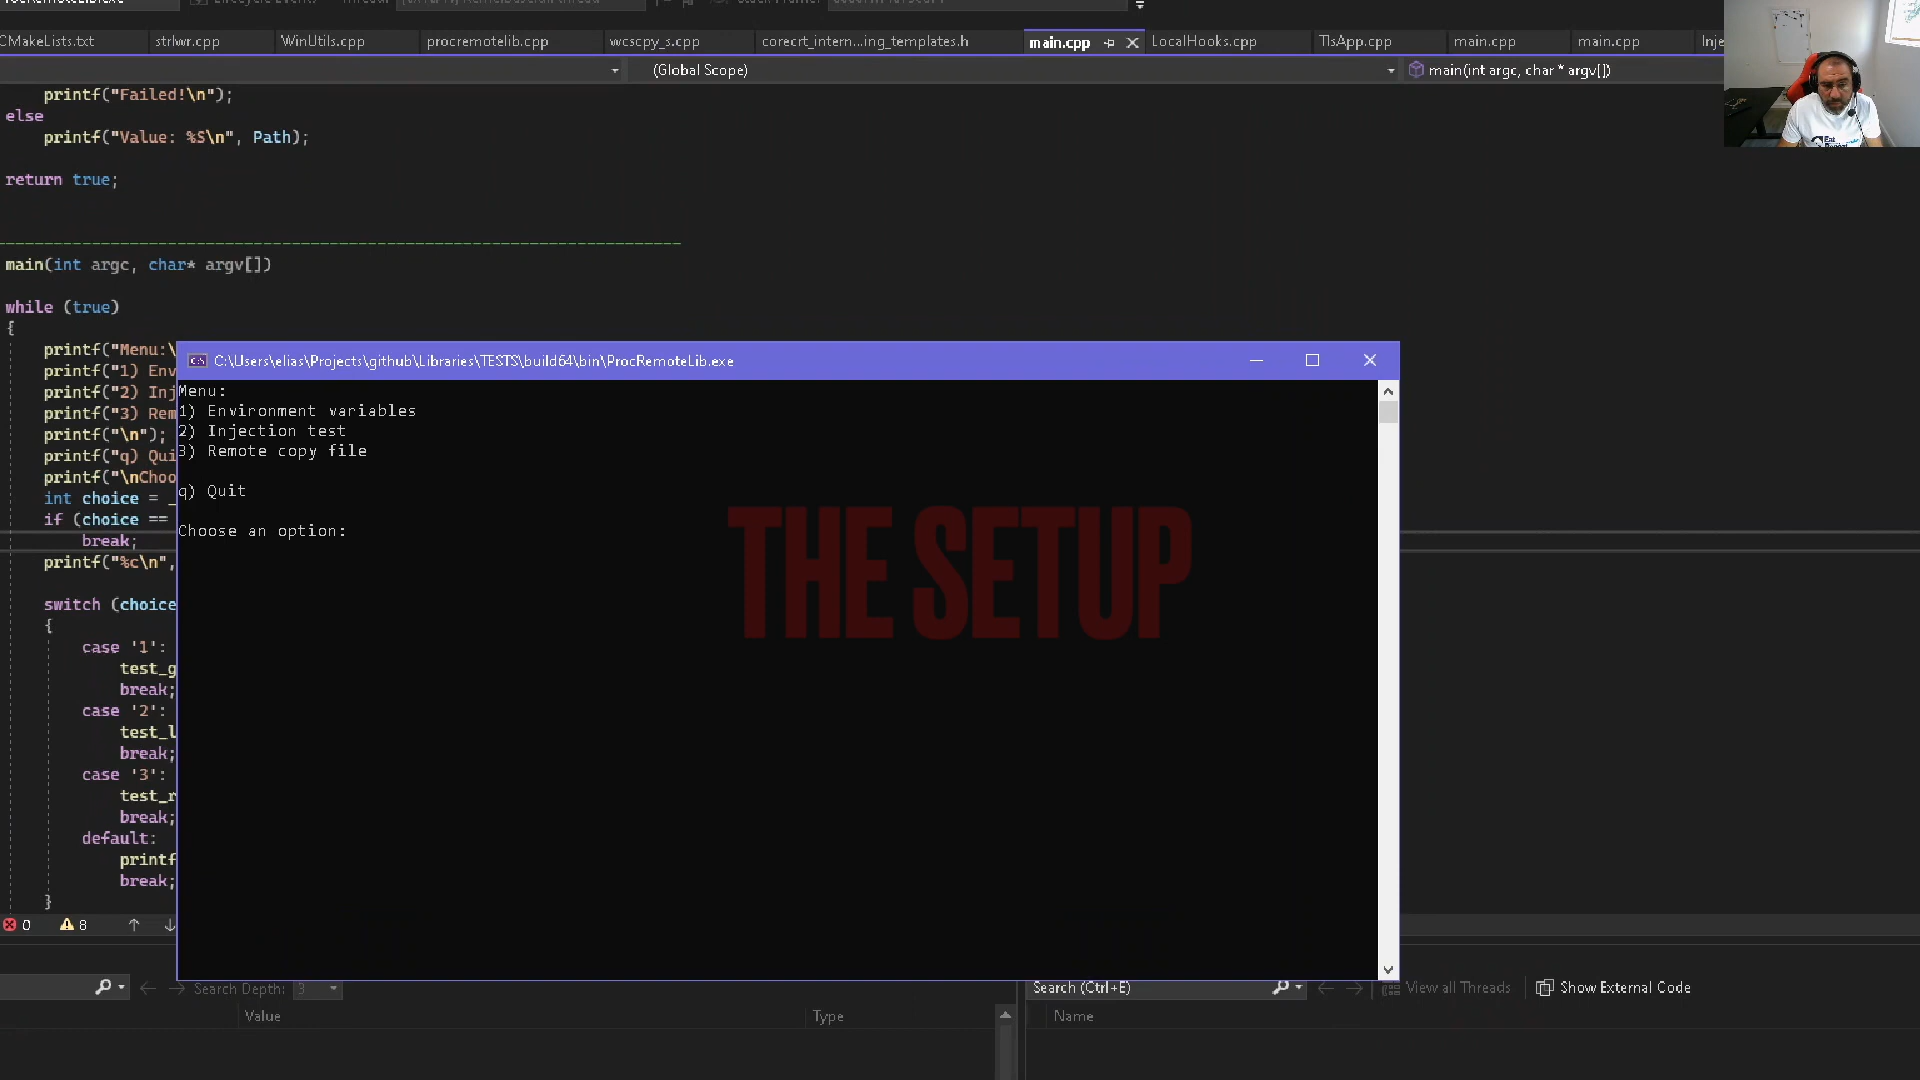 CMakeLists.txt
strlwr.cpp
WinUtils.cpp
procremotelib.cpp
wcscpy_s.cpp
corecrt_intern...ing_templates.h
main.cpp
LocalHooks.cpp
TlsApp.cpp
main.cpp
main.cpp
Inje
(Global Scope)
main(int argc, char * argv[])
printf("Failed!\n");
else
printf("Value: %S\n", Path);
return true;
main(int argc, char* argv[])
while (true)
{
printf("Menu:\
printf("1) Env
printf("2) Inj
printf("3) Rem
printf("\n");
printf("q) Qui
printf("\nChoo
int choice = _
if (choice ==
break;
printf("%c\n",
switch (choice
{
case '1':
test_g
break;
case '2':
test_l
break;
case '3':
test_r
break;
default:
printf
break;
}
C:\Users\elias\Projects\github\Libraries\TESTS\build64\bin\ProcRemoteLib.exe
Menu:
1) Environment variables
2) Injection test
3) Remote copy file
q) Quit
Choose an option:
THE SETUP
0
8
Search Depth: 3
Value
Type
Search (Ctrl+E)
View all Threads
Show External Code
Name